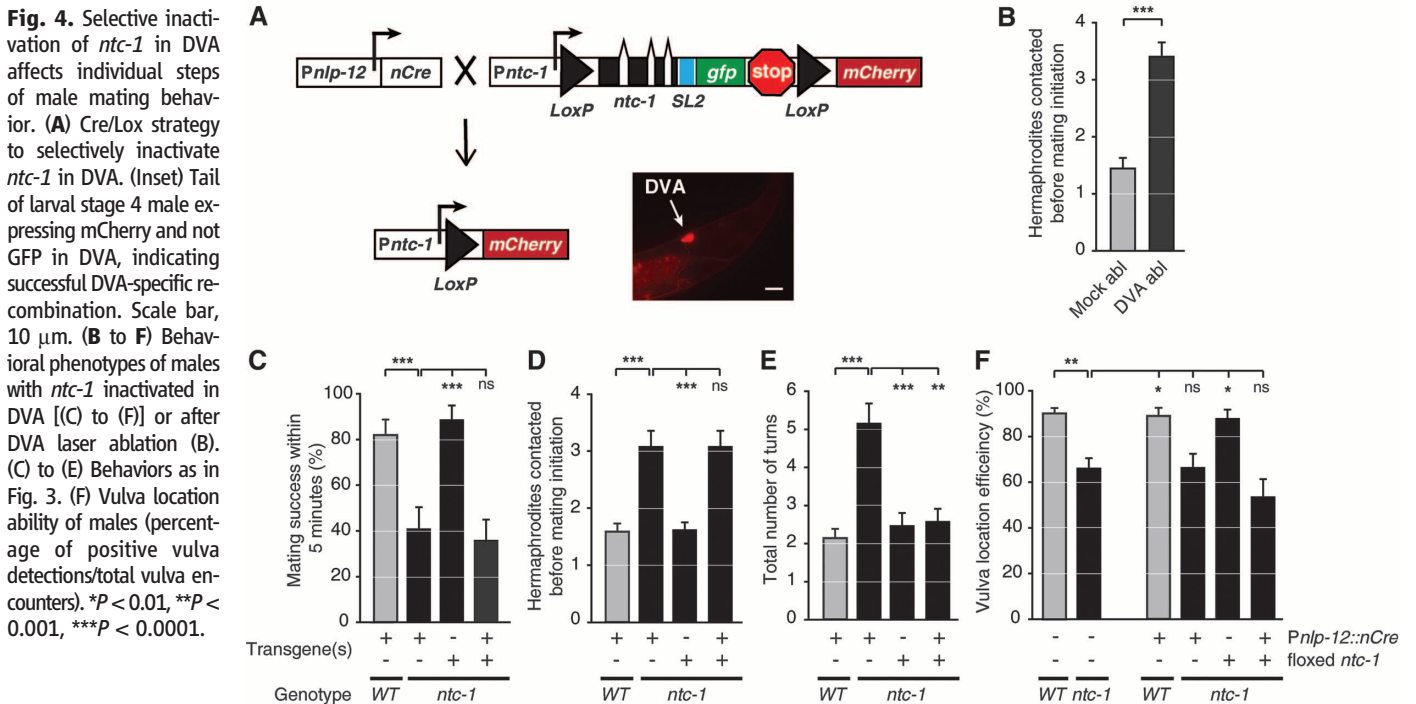 Fig. 4. Selective inacti-
vation of ntc-1 in DVA
affects individual steps
of male mating behav-
ior. (A) Cre/Lox strategy
to selectively inactivate
ntc-1 in DVA. (Inset) Tail
of larval stage 4 male ex-
pressing mCherry and not
GFP in DVA, indicating
successful DVA-specific re-
combination. Scale bar,
10 μm. (B to F) Behav-
ioral phenotypes of males
with ntc-1 inactivated in
DVA [(C) to (F)] or after
DVA laser ablation (B).
(C) to (E) Behaviors as in
Fig. 3. (F) Vulva location
ability of males (percent-
age of positive vulva
detections/total vulva en-
counters). *P < 0.01, **P <
0.001, ***P < 0.0001.
A
Pnlp-12 nCre X Pntc-1 gfp stop mCherry
LoxP ntc-1 SL2 LoxP
Pntc-1 mCherry
LoxP
DVA
B
Hermaphrodites contacted
before mating initiation
4
3
2
1
0
***
Mock abl
DVA abl
C
Mating success within
5 minutes (%)
100
80
60
40
20
0
***
***
ns
D
Hermaphrodites contacted
before mating initiation
4
3
2
1
0
***
***
ns
E
Total number of turns
6
5
4
3
2
1
0
***
***
**
F
Vulva location efficeincy (%)
100
80
60
40
20
0
**
* ns * ns
Transgene(s)
+ + - + + + - + + + - + - - + + - + Pnlp-12::nCre
- - + + - - + + - - + + - - - - + + floxed ntc-1
Genotype WT ntc-1 WT ntc-1 WT ntc-1 WT ntc-1 WT ntc-1